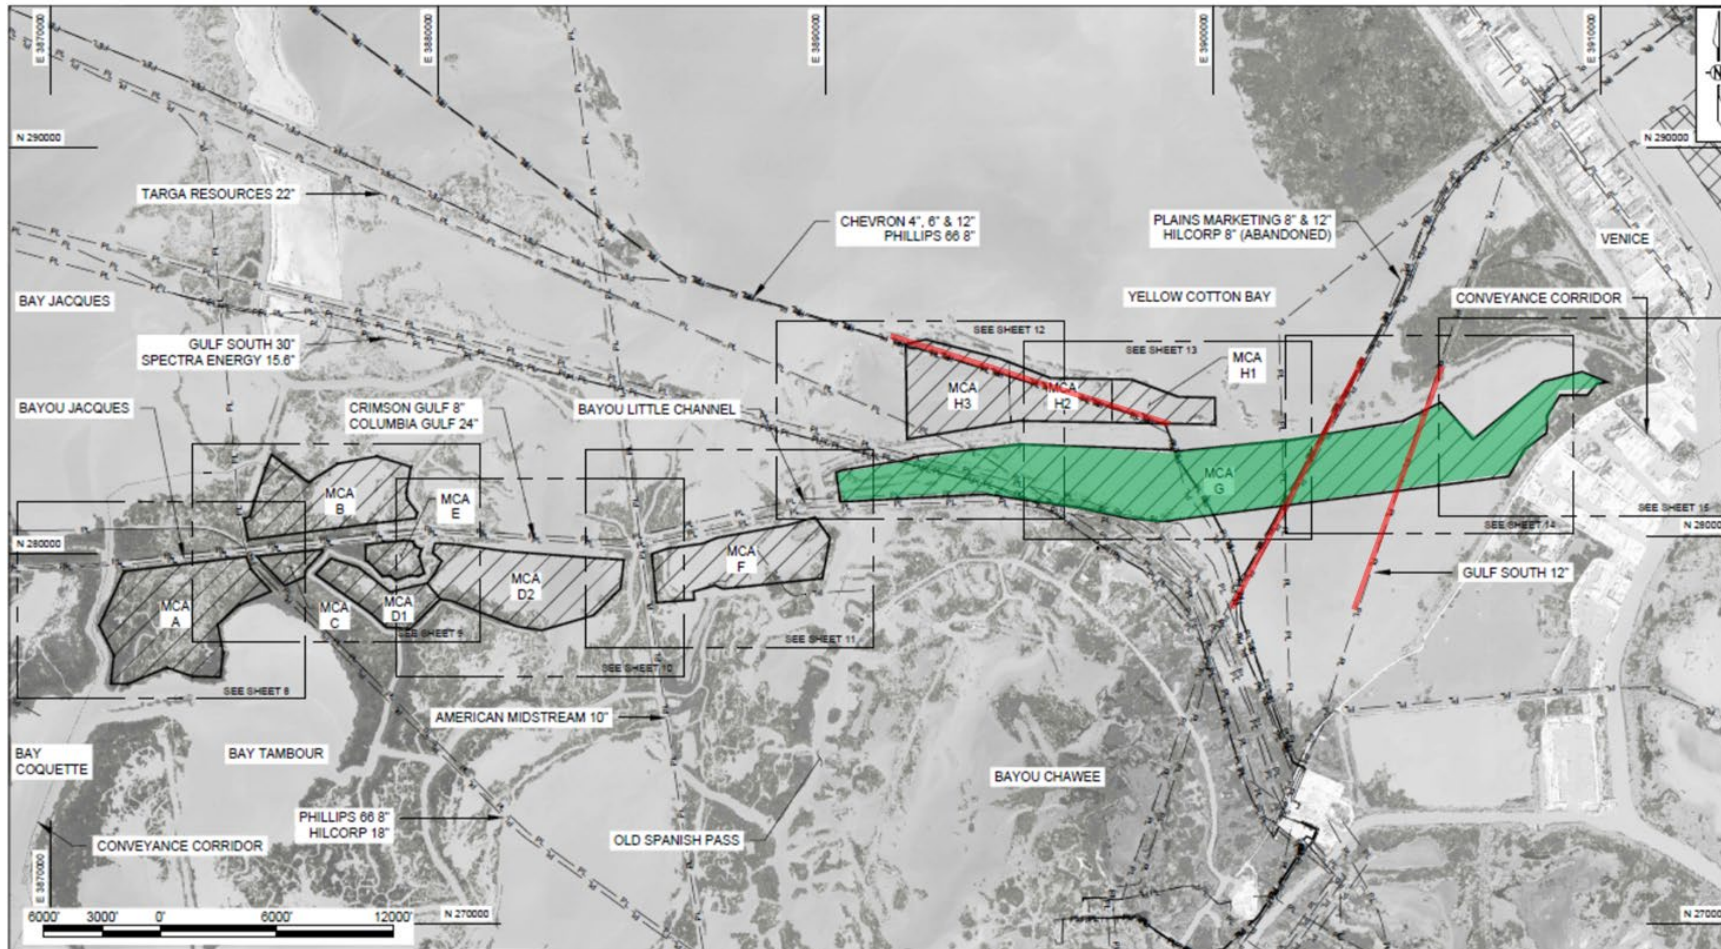 E 3870000
E 3880000
E 3890000
E 3900000
E 3910000
N
N 290000
N 290000
TARGA RESOURCES 22"
CHEVRON 4", 6" & 12"
PHILLIPS 66 8"
PLAINS MARKETING 8" & 12"
HILCORP 8" (ABANDONED)
VENICE
BAY JACQUES
YELLOW COTTON BAY
CONVEYANCE CORRIDOR
GULF SOUTH 30"
SPECTRA ENERGY 15.6"
SEE SHEET 12
SEE SHEET 13
MCA
H1
MCA
H3
MCA
H2
BAYOU JACQUES
CRIMSON GULF 8"
COLUMBIA GULF 24"
BAYOU LITTLE CHANNEL
MCA
B
MCA
E
MCA
G
SEE SHEET 15
SEE SHEET 14
N 280000
N 28000
MCA
F
GULF SOUTH 12"
MCA
D2
MCA
A
MCA
C
MCA
D1
SEE SHEET 9
SEE SHEET 11
SEE SHEET 10
SEE SHEET 8
AMERICAN MIDSTREAM 10"
BAY
COQUETTE
BAY TAMBOUR
BAYOU CHAWEE
PHILLIPS 66 8"
HILCORP 18"
CONVEYANCE CORRIDOR
OLD SPANISH PASS
E 3870000
N 270000
N 27000
6000' 3000' 0' 6000' 12000'